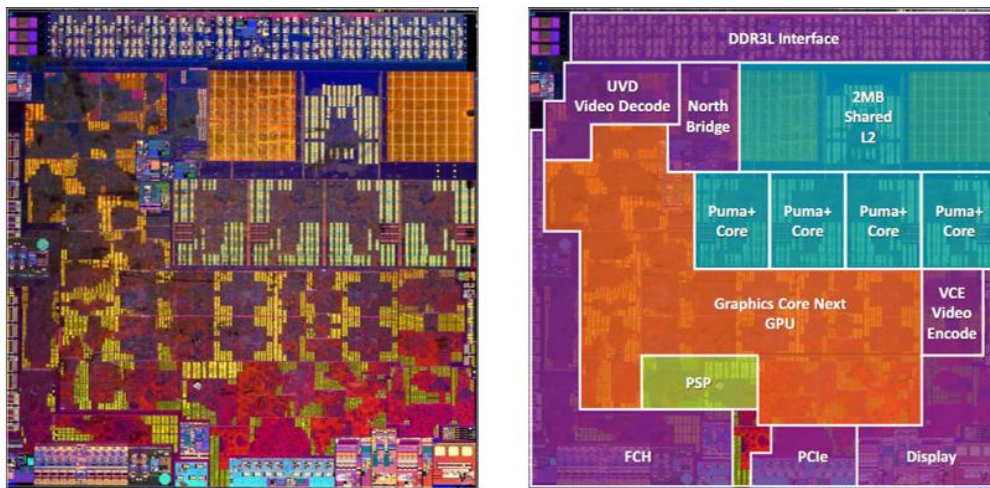 DDR3L Interface
UVD
Video Decode
North
Bridge
2MB
Shared
L2
Puma+
Core
Puma+
Core
Puma+
Core
Puma+
Core
Graphics Core Next
GPU
VCE
Video
Encode
PSP
FCH
PCIe
Display